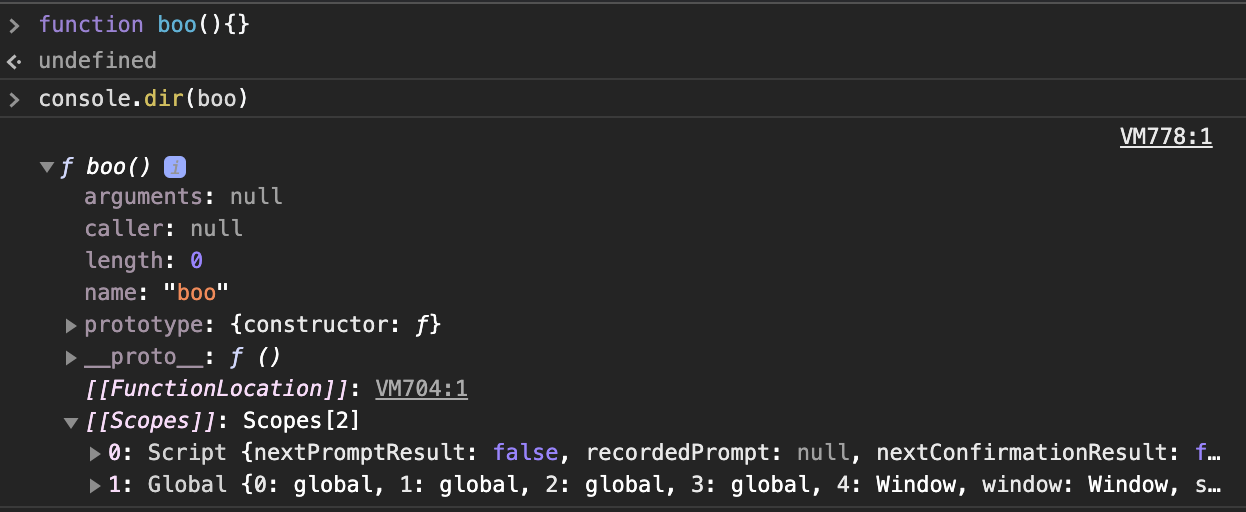 function boo(){}
undefined
console.dir(boo)
VM778:1
ƒ boo() i
arguments: null
caller: null
length: 0
name: "boo"
prototype: {constructor: ƒ}
__proto__: ƒ ()
[[FunctionLocation]]: VM704:1
[[Scopes]]: Scopes[2]
0: Script {nextPromptResult: false, recordedPrompt: null, nextConfirmationResult: f…
1: Global {0: global, 1: global, 2: global, 3: global, 4: Window, window: Window, s…